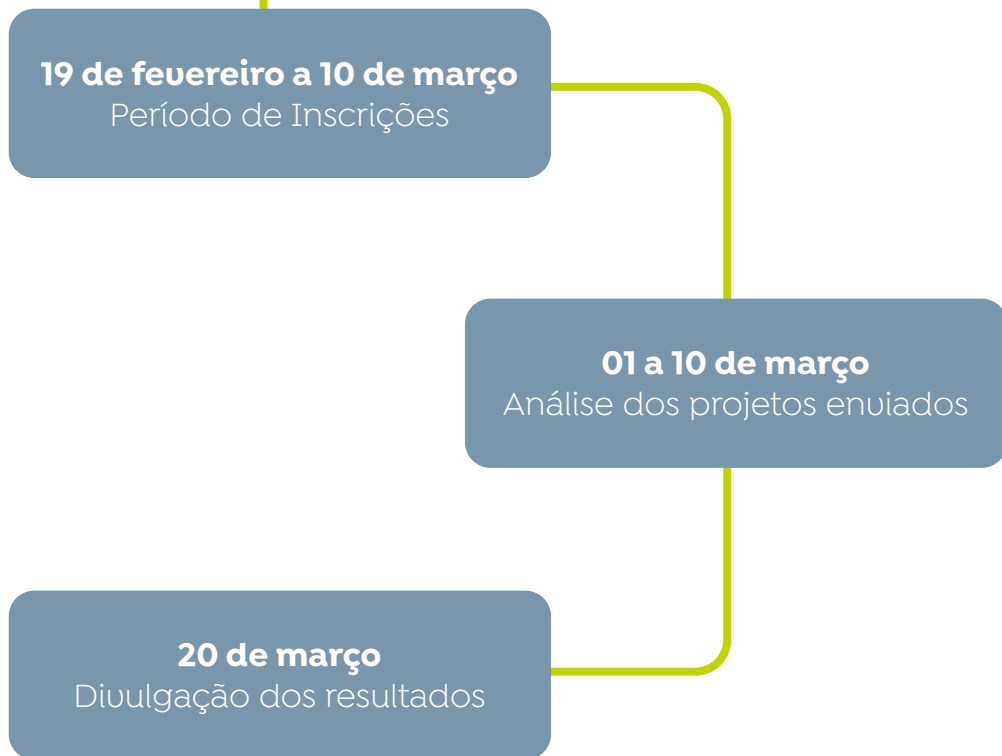 19 de fevereiro a 10 de março
Período de Inscrições
01 a 10 de março
Análise dos projetos enviados
20 de março
Divulgação dos resultados